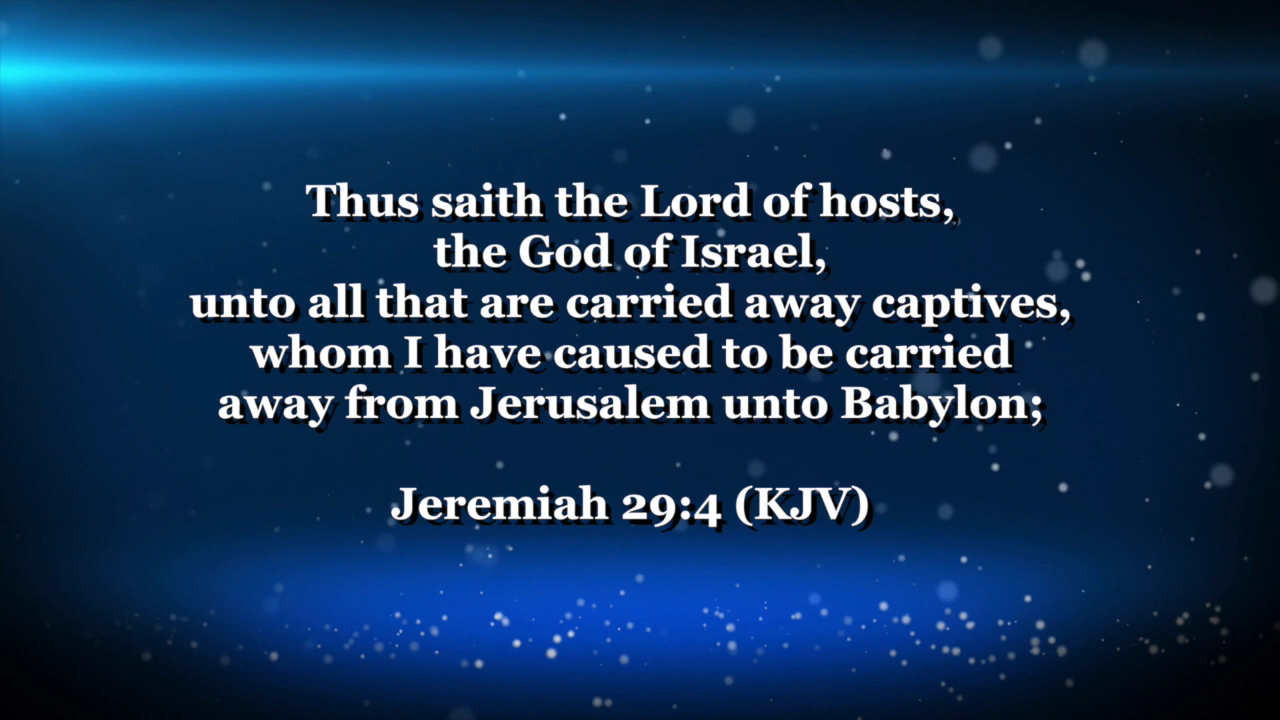 Thus saith the Lord of hosts,
the God of Israel,
unto all that are carried away captives,
whom I have caused to be carried
away from Jerusalem unto Babylon;
Jeremiah 29:4 (KJV)